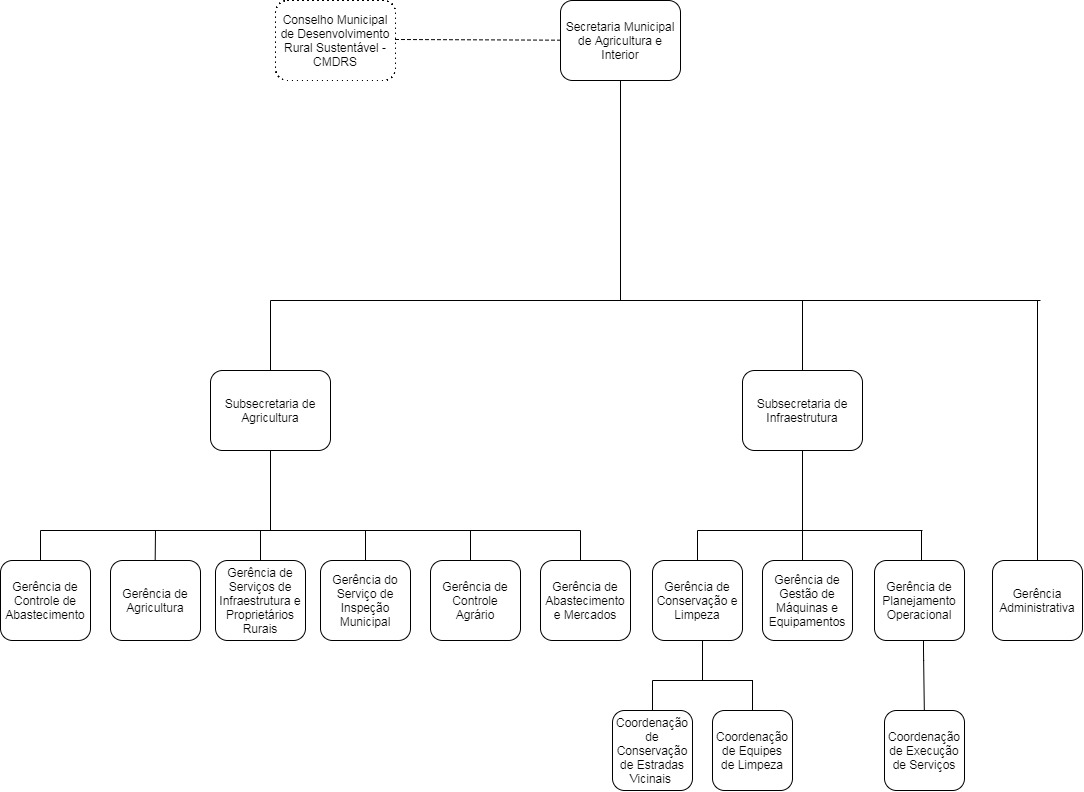 Conselho Municipal
de Desenvolvimento
Rural Sustentável -
CMDRS
Secretaria Municipal
de Agricultura e
Interior
Subsecretaria de
Agricultura
Subsecretaria de
Infraestrutura
Gerência de
Controle de
Abastecimento
Gerência de
Agricultura
Gerência de
Serviços de
Infraestrutura e
Proprietários
Rurais
Gerência do
Serviço de
Inspeção
Municipal
Gerência de
Controle
Agrário
Gerência de
Abastecimento
e Mercados
Gerência de
Conservação e
Limpeza
Gerência de
Gestão de
Máquinas e
Equipamentos
Gerência de
Planejamento
Operacional
Gerência
Administrativa
Coordenação
de
Conservação
de Estradas
Vicinais
Coordenação
de Equipes
de Limpeza
Coordenação
de Execução
de Serviços